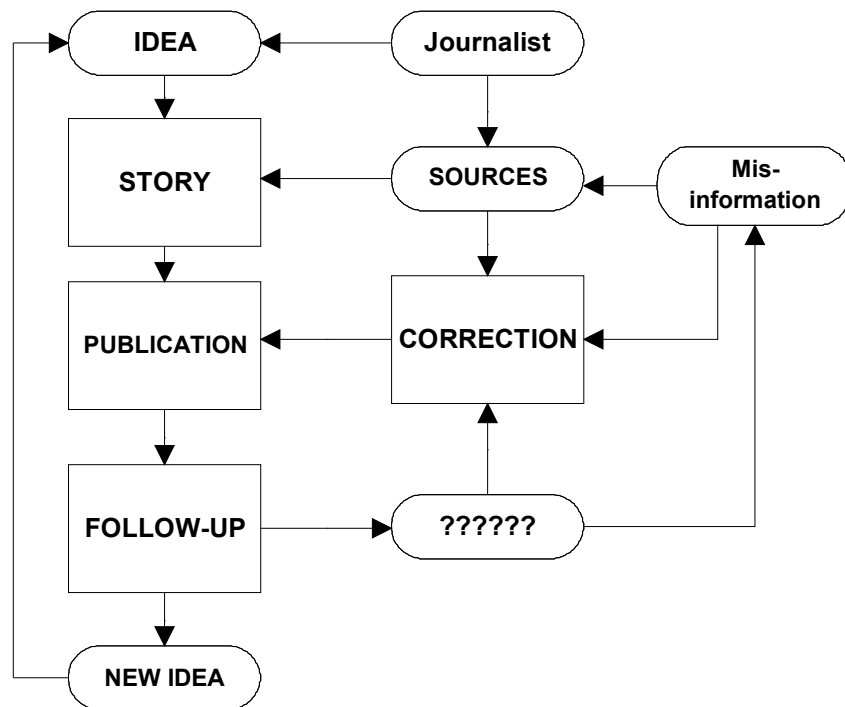 IDEA
Journalist
STORY
SOURCES
Mis-
information
PUBLICATION
CORRECTION
FOLLOW-UP
??????
NEW IDEA